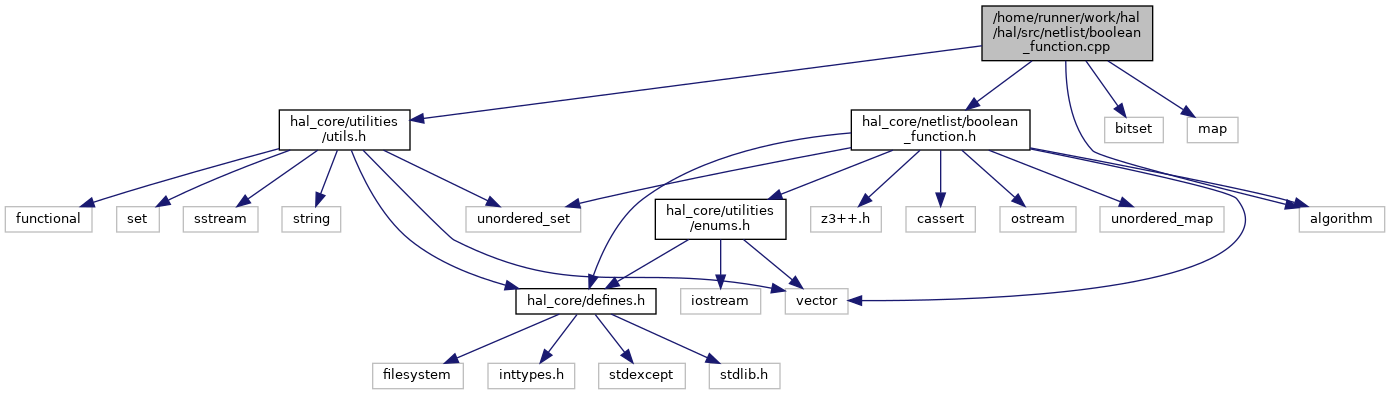 /home/runner/work/hal
/hal/src/netlist/boolean
_function.cpp
hal_core/utilities
/utils.h
hal_core/netlist/boolean
_function.h
bitset
map
functional
set
sstream
string
unordered_set
hal_core/utilities
/enums.h
z3++.h
cassert
ostream
unordered_map
algorithm
hal_core/defines.h
iostream
vector
filesystem
inttypes.h
stdexcept
stdlib.h